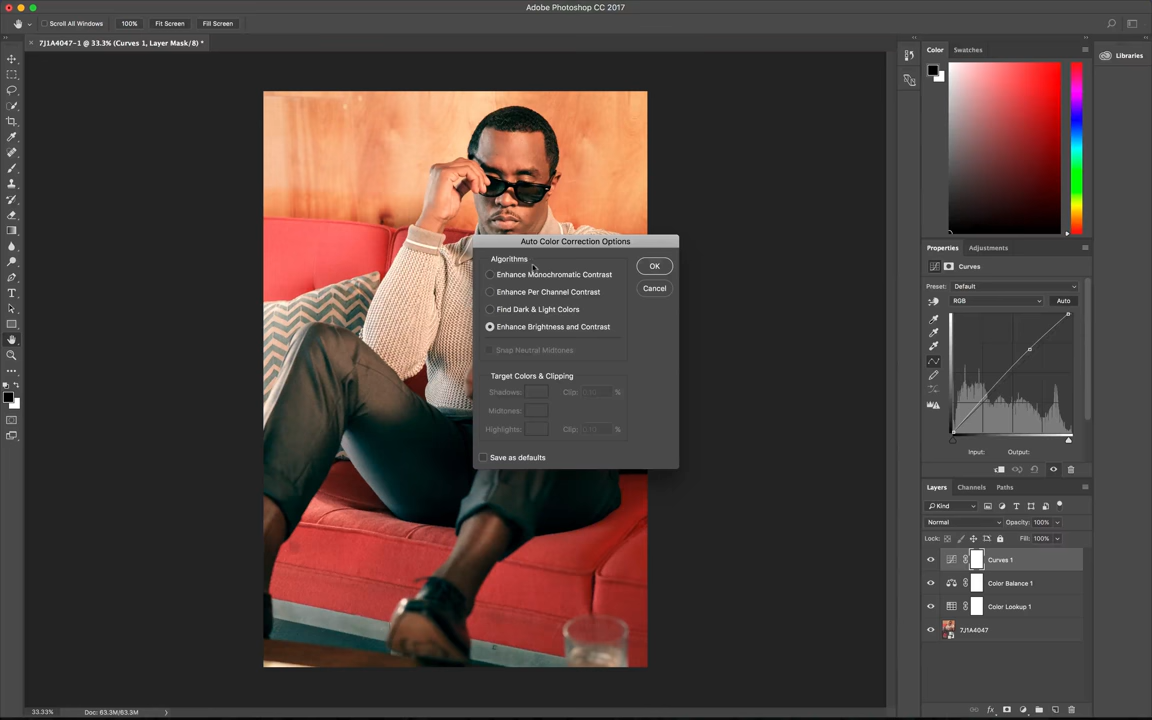 Adobe Photoshop CC 2017
Scroll All Windows 100% Fit Screen Fill Screen
× 7J1A4047-1 @ 33.3% (Curves 1, Layer Mask/8) *
Color Swatches
Libraries
Auto Color Correction Options
Algorithms
Enhance Monochromatic Contrast
Enhance Per Channel Contrast
Find Dark & Light Colors
Enhance Brightness and Contrast
Snap Neutral Midtones
Target Colors & Clipping
Shadows: Clip: 0.10 %
Midtones:
Highlights: Clip: 0.10 %
Save as defaults
OK
Cancel
Properties Adjustments
Curves
Preset: Default
RGB Auto
Input: Output:
Layers Channels Paths
Kind
Normal Opacity: 100%
Lock: Fill: 100%
Curves 1
Color Balance 1
Color Lookup 1
7J1A4047
33.33% Doc: 63.3M/63.3M